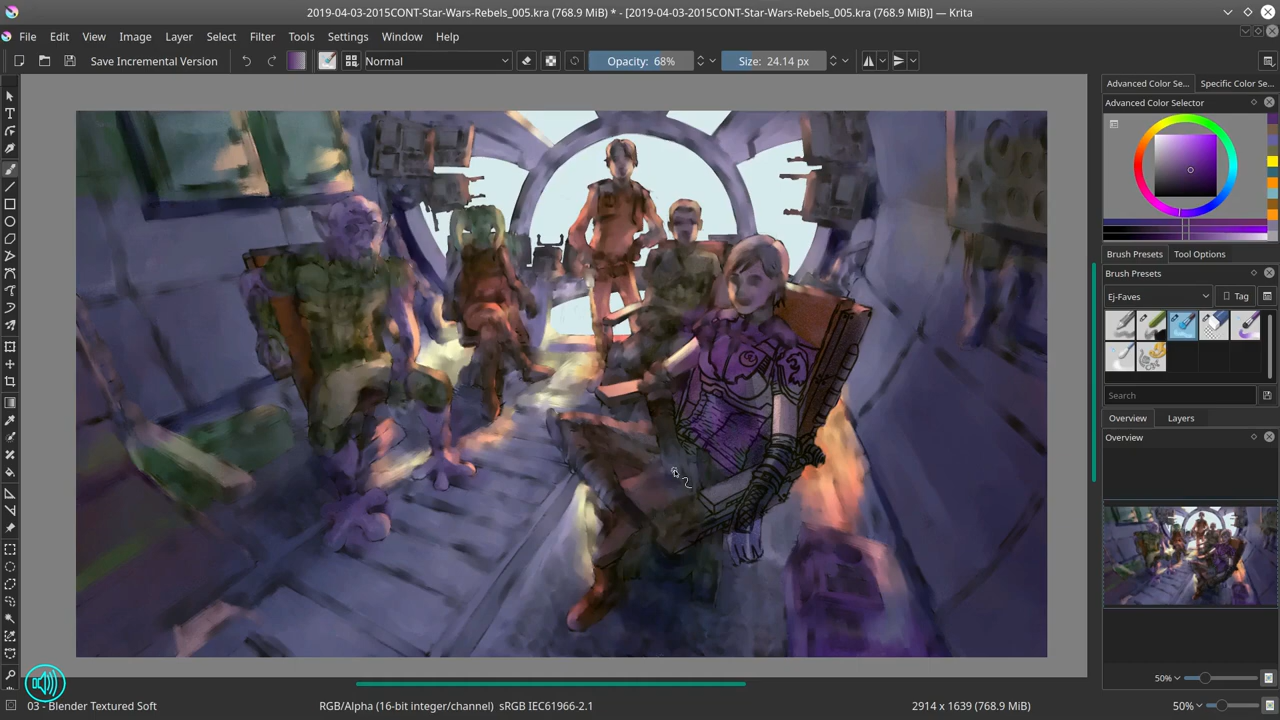 2019-04-03-2015CONT-Star-Wars-Rebels_005.kra (768.9 MiB) * - [2019-04-03-2015CONT-Star-Wars-Rebels_005.kra (768.9 MiB)] — Krita
File Edit View Image Layer Select Filter Tools Settings Window Help
Save Incremental Version Normal Opacity: 68% Size: 24.14 px
Advanced Color Se... Specific Color Se...
Advanced Color Selector
Brush Presets Tool Options
Brush Presets
Ej-Faves Tag
Search
Overview Layers
Overview
50%
03 - Blender Textured Soft RGB/Alpha (16-bit integer/channel) sRGB IEC61966-2.1 2914 x 1639 (768.9 MiB) 50%